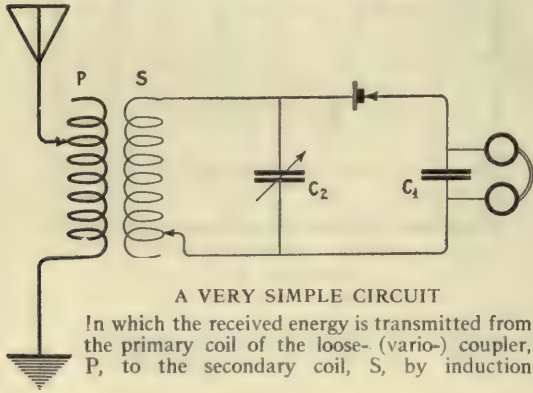 P S
C₂
C₁
A VERY SIMPLE CIRCUIT
In which the received energy is transmitted from
the primary coil of the loose- (vario-) coupler,
P, to the secondary coil, S, by induction